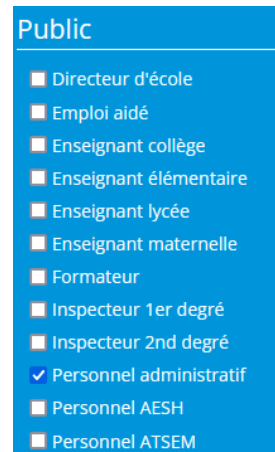 Public
Directeur d'école
Emploi aidé
Enseignant collège
Enseignant élémentaire
Enseignant lycée
Enseignant maternelle
Formateur
Inspecteur 1er degré
Inspecteur 2nd degré
Personnel administratif
Personnel AESH
Personnel ATSEM